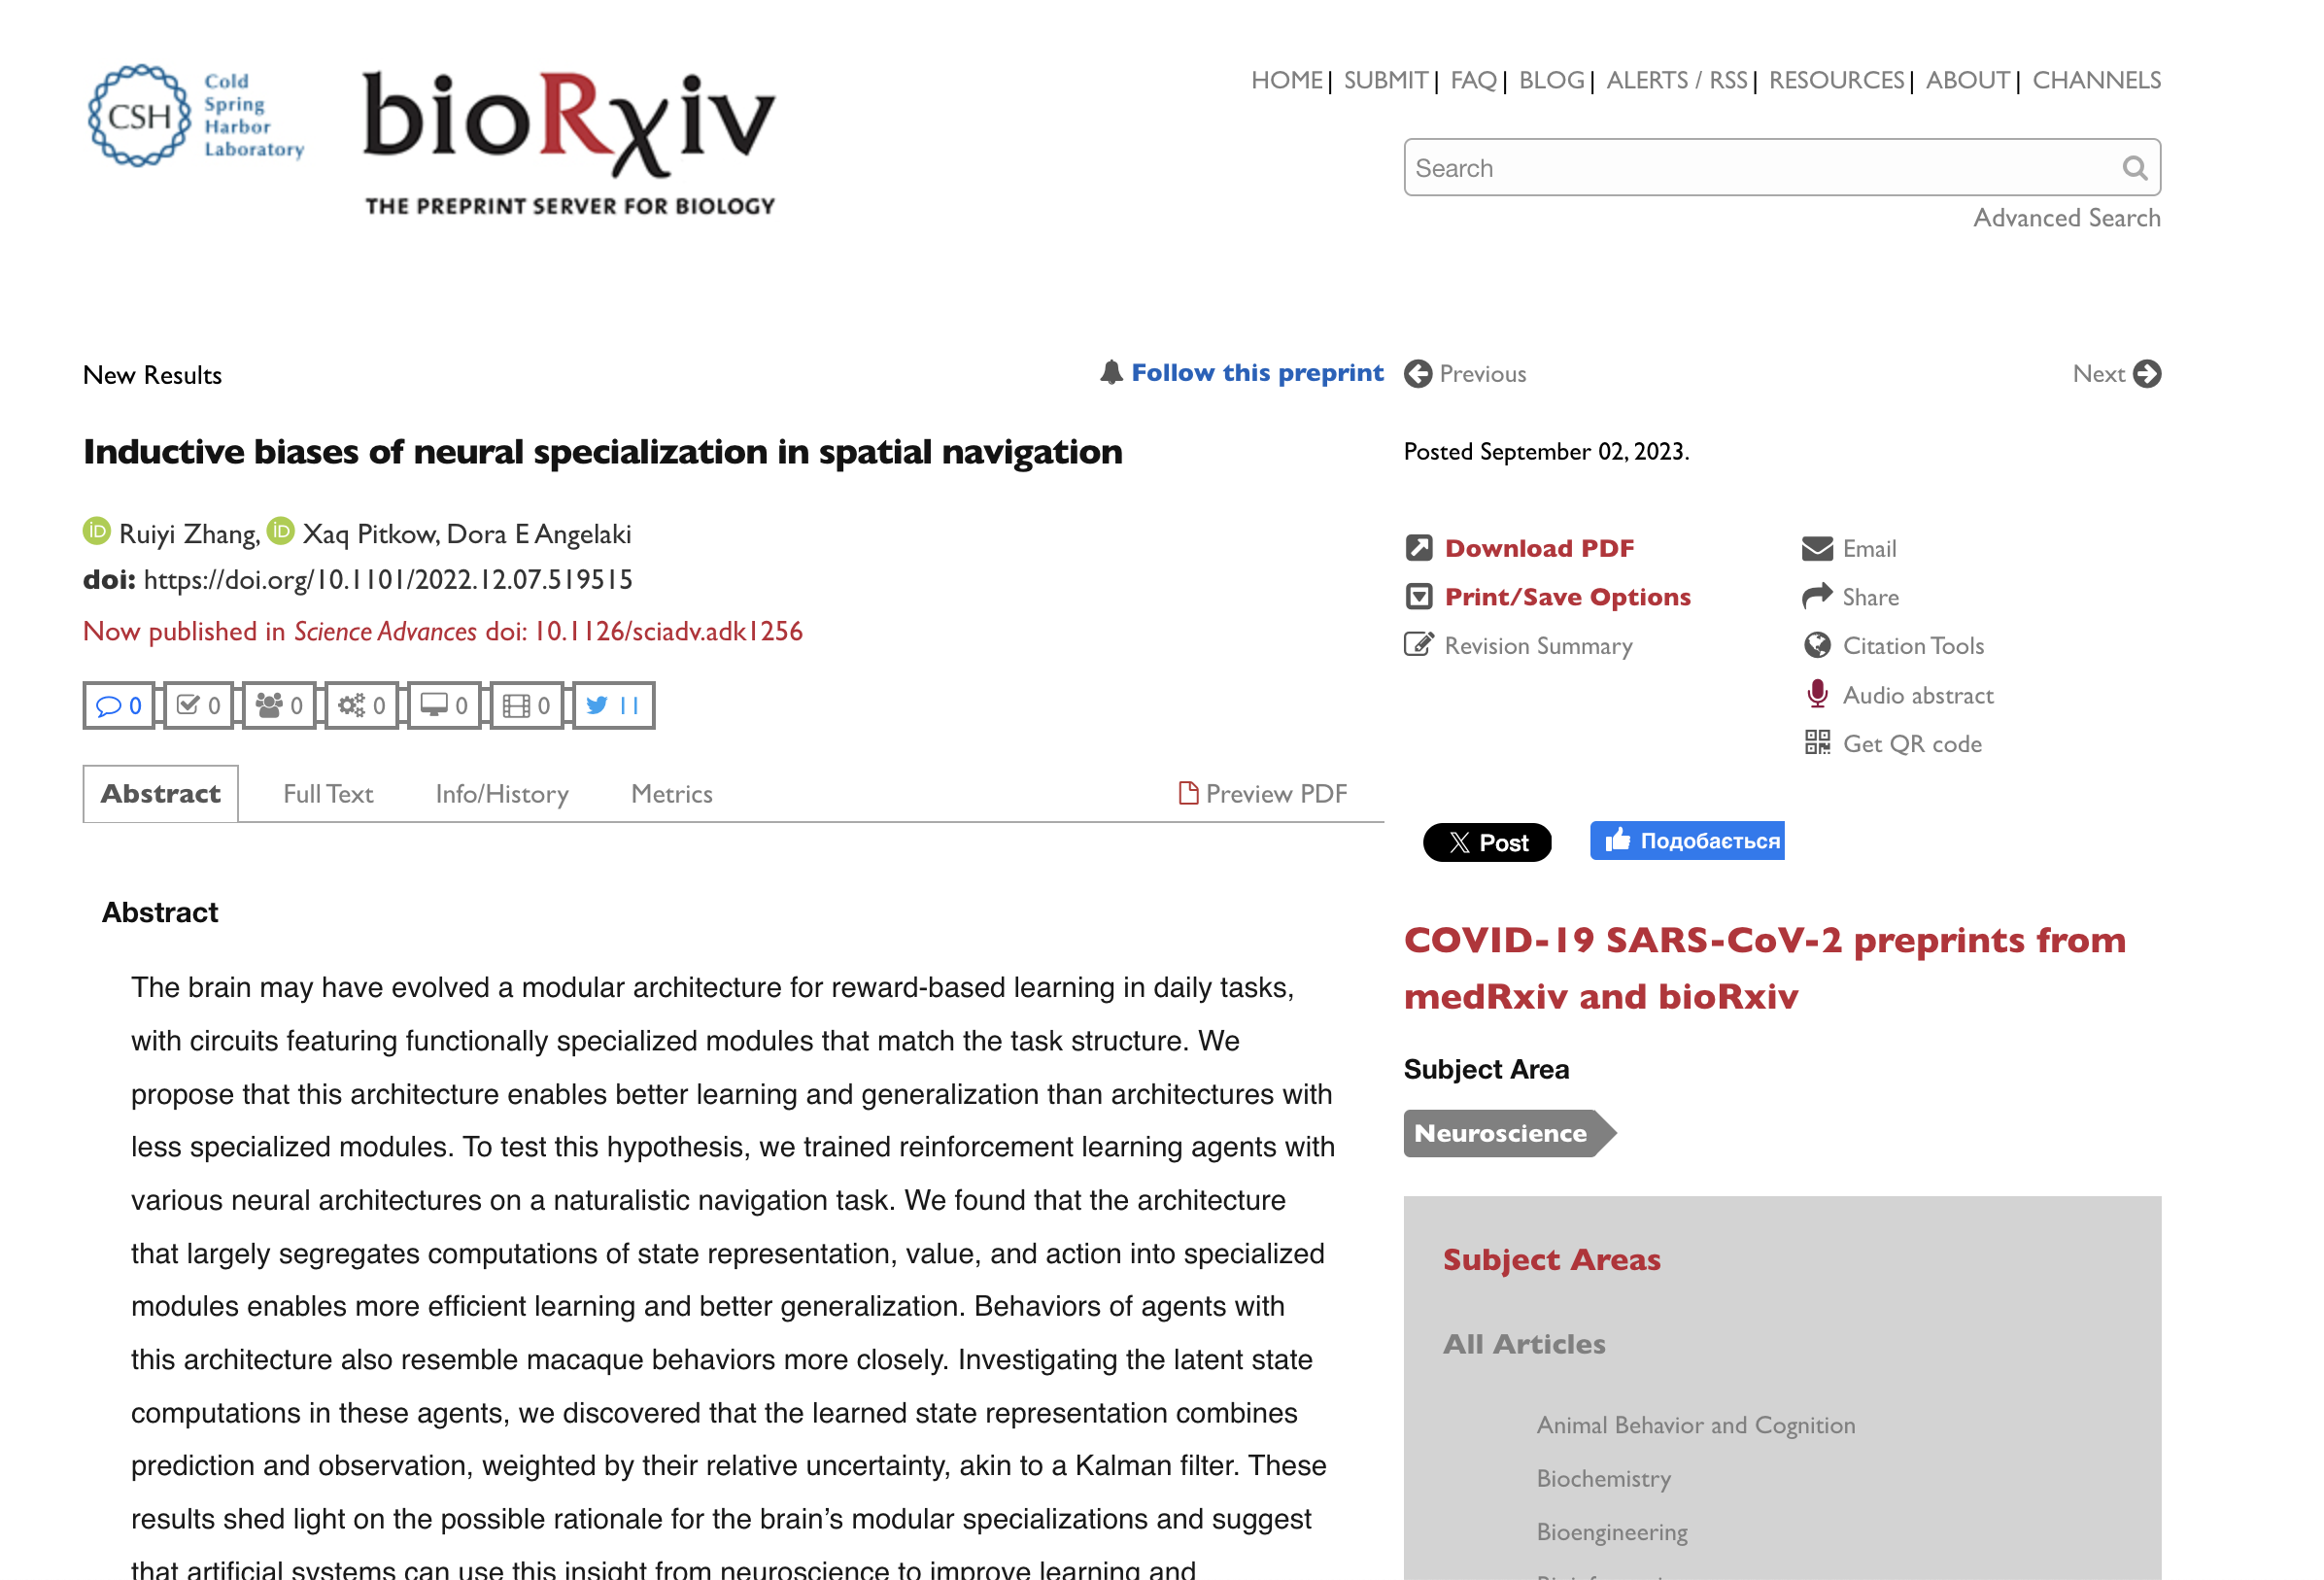 CSH
Cold
Spring
Harbor
Laboratory
bioRxiv
THE PREPRINT SERVER FOR BIOLOGY
HOME| SUBMIT| FAQ| BLOG| ALERTS / RSS| RESOURCES| ABOUT| CHANNELS
Search
Advanced Search
New Results
Follow this preprint
Inductive biases of neural specialization in spatial navigation
iD Ruiyi Zhang, iD Xaq Pitkow, Dora E Angelaki
doi: https://doi.org/10.1101/2022.12.07.519515
Now published in Science Advances doi: 10.1126/sciadv.adk1256
0 0 0 0 0 0 11
Abstract Full Text Info/History Metrics Preview PDF
Abstract
The brain may have evolved a modular architecture for reward-based learning in daily tasks,
with circuits featuring functionally specialized modules that match the task structure. We
propose that this architecture enables better learning and generalization than architectures with
less specialized modules. To test this hypothesis, we trained reinforcement learning agents with
various neural architectures on a naturalistic navigation task. We found that the architecture
that largely segregates computations of state representation, value, and action into specialized
modules enables more efficient learning and better generalization. Behaviors of agents with
this architecture also resemble macaque behaviors more closely. Investigating the latent state
computations in these agents, we discovered that the learned state representation combines
prediction and observation, weighted by their relative uncertainty, akin to a Kalman filter. These
results shed light on the possible rationale for the brain’s modular specializations and suggest
that artificial systems can use this insight from neuroscience to improve learning and
Previous Next
Posted September 02, 2023.
Download PDF
Print/Save Options
Revision Summary
Email
Share
Citation Tools
Audio abstract
Get QR code
X Post
Подобається
COVID-19 SARS-CoV-2 preprints from
medRxiv and bioRxiv
Subject Area
Neuroscience
Subject Areas
All Articles
Animal Behavior and Cognition
Biochemistry
Bioengineering